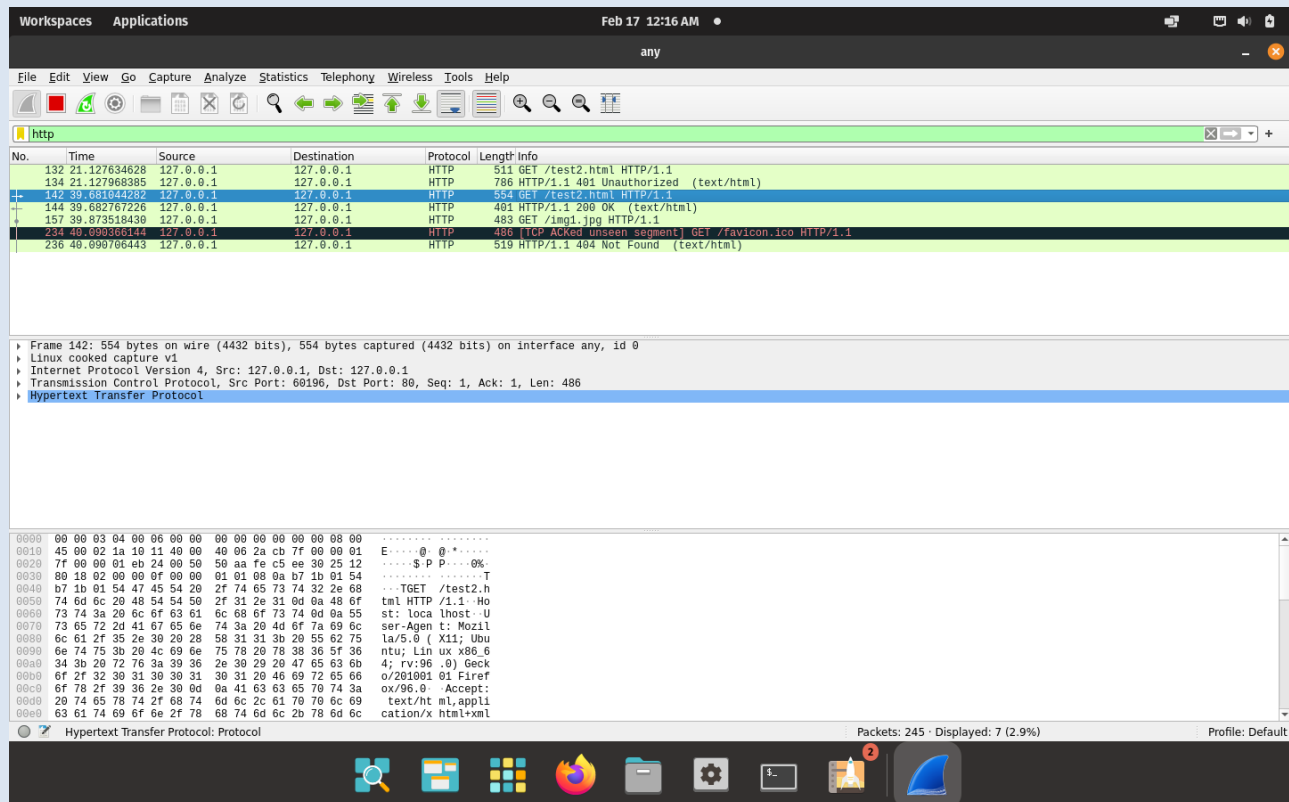 Workspaces Applications Feb 17 12:16 AM
any
File Edit View Go Capture Analyze Statistics Telephony Wireless Tools Help
http +
No. Time Source Destination Protocol Length Info
132 21.127634628 127.0.0.1 127.0.0.1 HTTP 511 GET /test2.html HTTP/1.1
134 21.127968385 127.0.0.1 127.0.0.1 HTTP 786 HTTP/1.1 401 Unauthorized (text/html)
142 39.681044282 127.0.0.1 127.0.0.1 HTTP 554 GET /test2.html HTTP/1.1
144 39.682767226 127.0.0.1 127.0.0.1 HTTP 401 HTTP/1.1 200 OK (text/html)
157 39.873518430 127.0.0.1 127.0.0.1 HTTP 483 GET /img1.jpg HTTP/1.1
234 40.090366144 127.0.0.1 127.0.0.1 HTTP 486 [TCP ACKed unseen segment] GET /favicon.ico HTTP/1.1
236 40.090706443 127.0.0.1 127.0.0.1 HTTP 519 HTTP/1.1 404 Not Found (text/html)
Frame 142: 554 bytes on wire (4432 bits), 554 bytes captured (4432 bits) on interface any, id 0
Linux cooked capture v1
Internet Protocol Version 4, Src: 127.0.0.1, Dst: 127.0.0.1
Transmission Control Protocol, Src Port: 60196, Dst Port: 80, Seq: 1, Ack: 1, Len: 486
Hypertext Transfer Protocol
0000 00 00 03 04 00 06 00 00 00 00 00 00 00 00 08 00 ········ ········
0010 45 00 02 1a 10 11 40 00 40 06 2a cb 7f 00 00 01 E·····@· @·*·····
0020 7f 00 00 01 eb 24 00 50 50 aa fe c5 ee 30 25 12 ·····$·P P····0%·
0030 80 18 02 00 00 0f 00 00 01 01 08 0a b7 1b 01 54 ········ ·······T
0040 b7 1b 01 54 47 45 54 20 2f 74 65 73 74 32 2e 68 ···TGET /test2.h
0050 74 6d 6c 20 48 54 54 50 2f 31 2e 31 0d 0a 48 6f tml HTTP /1.1··Ho
0060 73 74 3a 20 6c 6f 63 61 6c 68 6f 73 74 0d 0a 55 st: loca lhost··U
0070 73 65 72 2d 41 67 65 6e 74 3a 20 4d 6f 7a 69 6c ser-Agen t: Mozil
0080 6c 61 2f 35 2e 30 20 28 58 31 31 3b 20 55 62 75 la/5.0 ( X11; Ubu
0090 6e 74 75 3b 20 4c 69 6e 75 78 20 78 38 36 5f 36 ntu; Lin ux x86_6
00a0 34 3b 20 72 76 3a 39 36 2e 30 29 20 47 65 63 6b 4; rv:96 .0) Geck
00b0 6f 2f 32 30 31 30 30 31 30 31 20 46 69 72 65 66 o/201001 01 Firef
00c0 6f 78 2f 39 36 2e 30 0d 0a 41 63 63 65 70 74 3a ox/96.0· ·Accept:
00d0 20 74 65 78 74 2f 68 74 6d 6c 2c 61 70 70 6c 69 text/ht ml,appli
00e0 63 61 74 69 6f 6e 2f 78 68 74 6d 6c 2b 78 6d 6c cation/x html+xml
Hypertext Transfer Protocol: Protocol Packets: 245 · Displayed: 7 (2.9%) Profile: Default
$_ 2